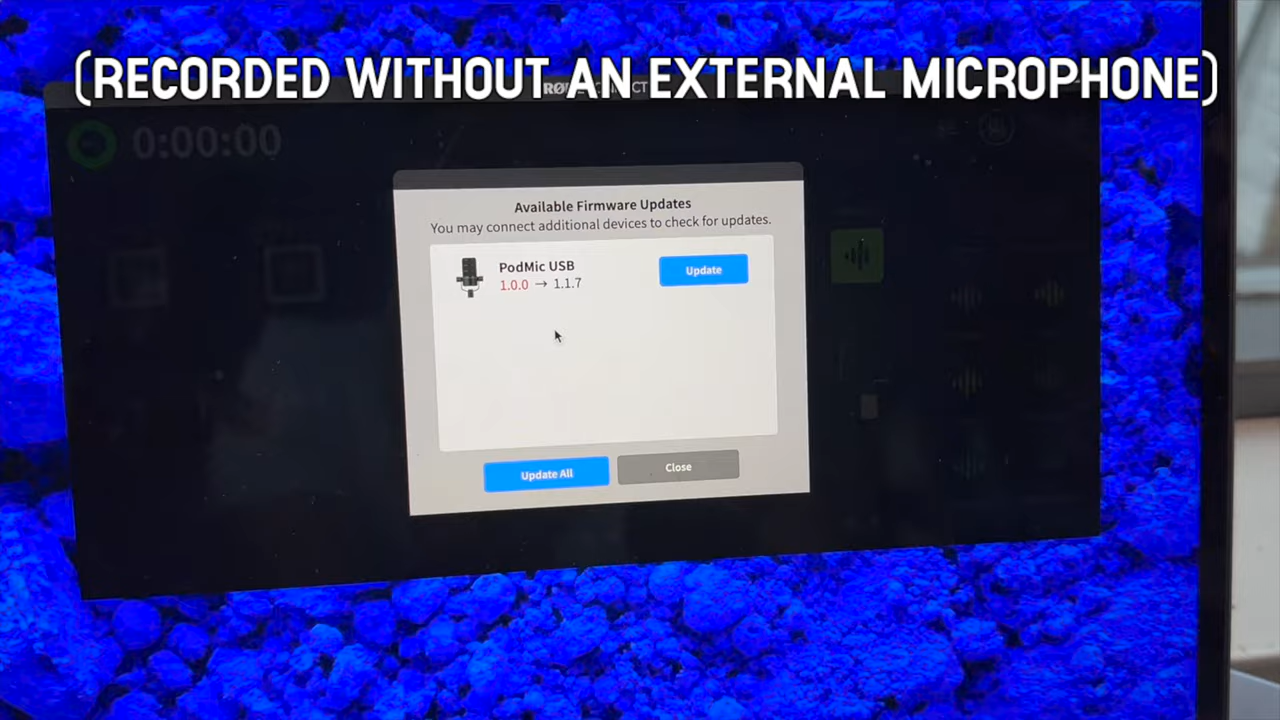 (RECORDED WITHOUT AN EXTERNAL MICROPHONE)
0:00:00
Available Firmware Updates
You may connect additional devices to check for updates.
PodMic USB
Update
1.0.0 → 1.1.7
Update All
Close